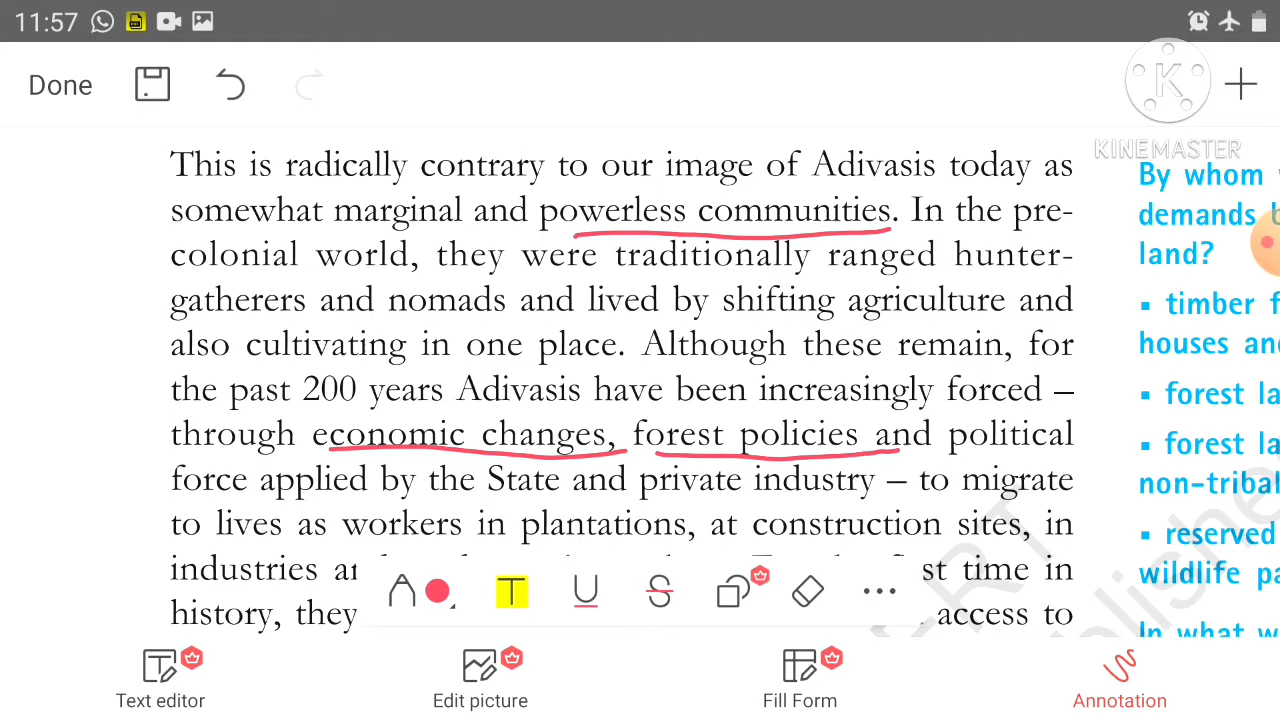 11:57
Done
K
KINEMASTER
This is radically contrary to our image of Adivasis today as
somewhat marginal and powerless communities. In the pre-
colonial world, they were traditionally ranged hunter-
gatherers and nomads and lived by shifting agriculture and
also cultivating in one place. Although these remain, for
the past 200 years Adivasis have been increasingly forced –
through economic changes, forest policies and political
force applied by the State and private industry – to migrate
to lives as workers in plantations, at construction sites, in
industries st time in
history, they access to
By whom
demands
land?
▪ timber
houses
▪ forest
▪ forest
non-tribal
▪ reserved
wildlife
In what
T
U
S
Text editor
Edit picture
Fill Form
Annotation